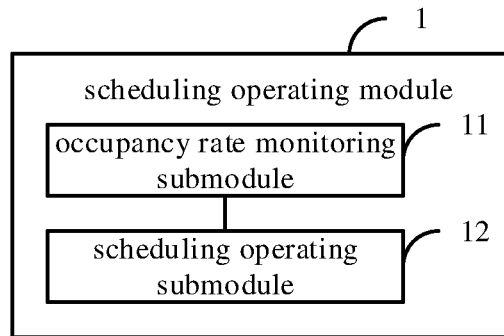 1
scheduling operating module
11
occupancy rate monitoring
submodule
12
scheduling operating
submodule